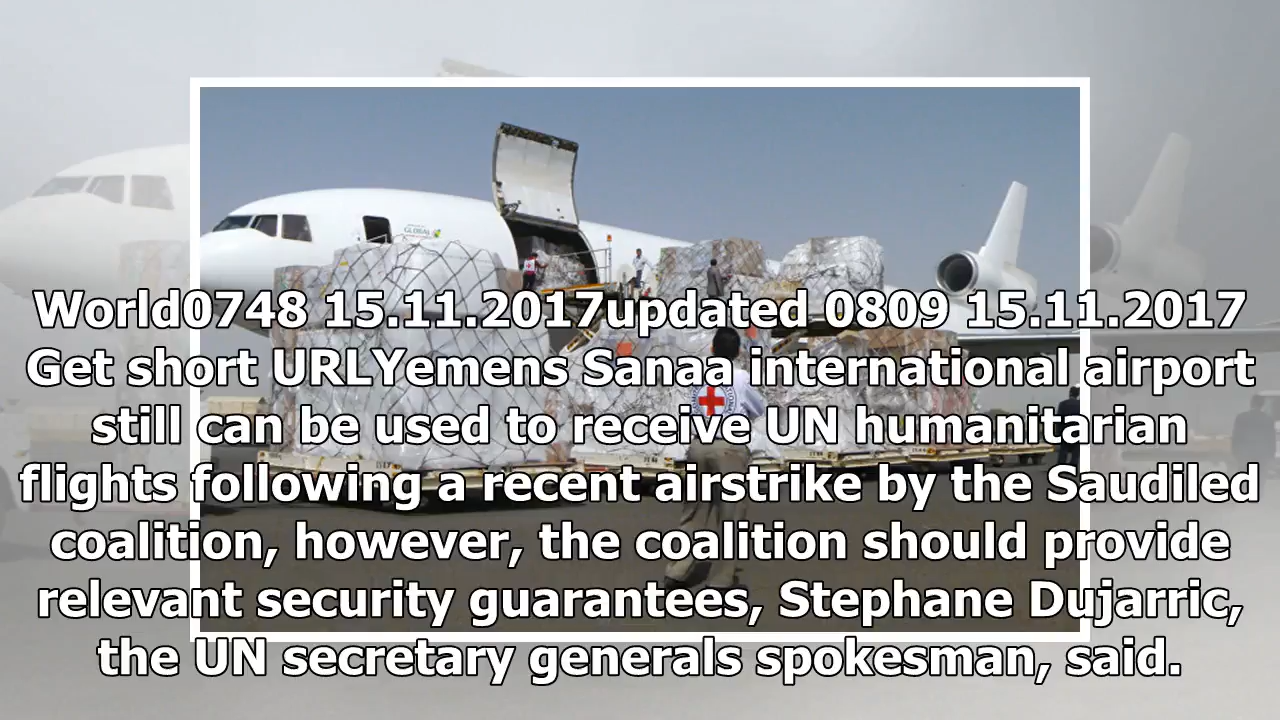 GLOBAL
World0748 15.11.2017updated 0809 15.11.2017
Get short URLYemens Sanaa international airport
still can be used to receive UN humanitarian
flights following a recent airstrike by the Saudiled
coalition, however, the coalition should provide
relevant security guarantees, Stephane Dujarric,
the UN secretary generals spokesman, said.